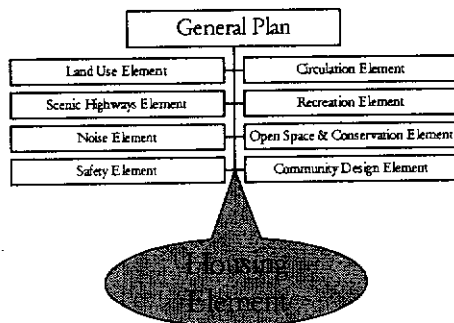 General Plan
Land Use Element
Circulation Element
Scenic Highways Element
Recreation Element
Noise Element
Open Space & Conservation Element
Safety Element
Community Design Element
Housing
Element